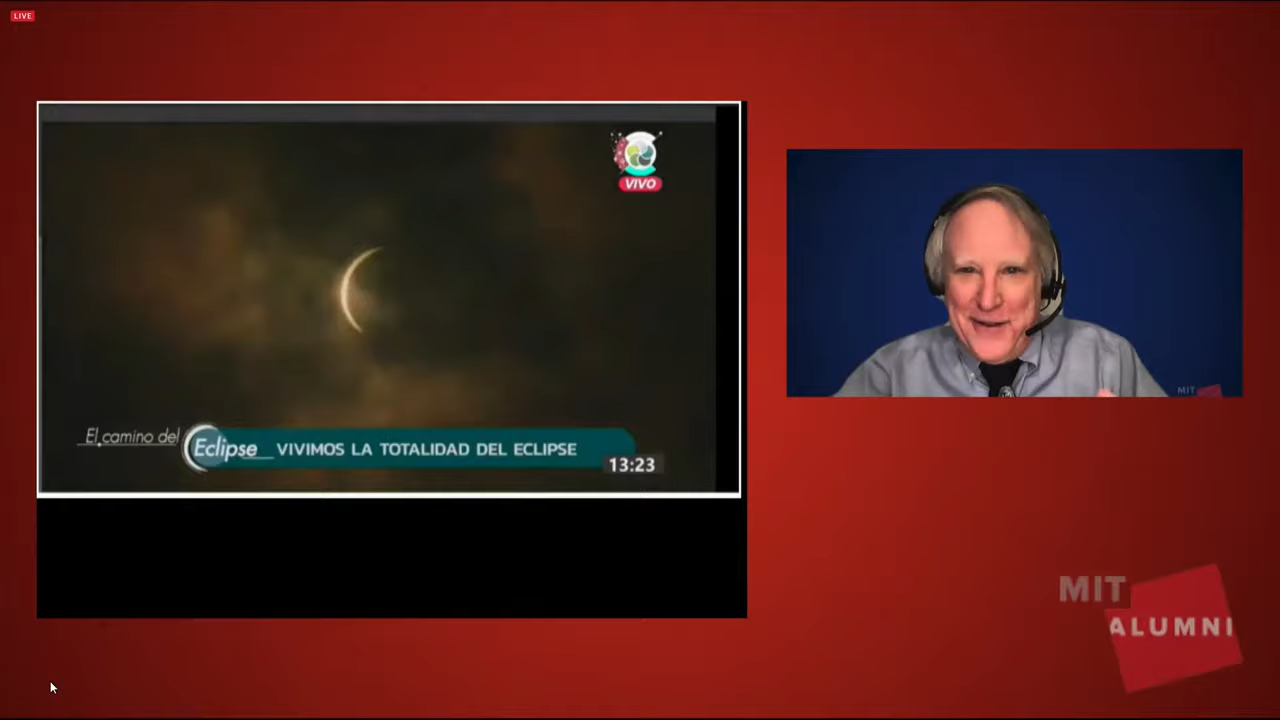 LIVE
VIVO
El camino del
Eclipse
VIVIMOS LA TOTALIDAD DEL ECLIPSE
13:23
MIT
MIT
ALUMNI